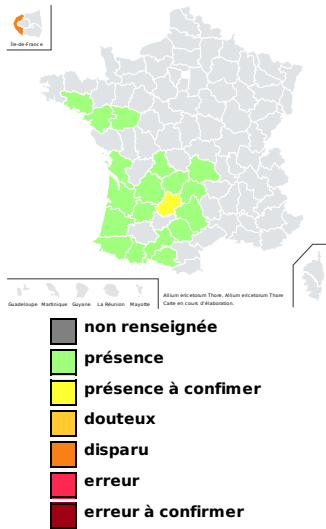 Île-de-France
Guadeloupe Martinique Guyane La Réunion Mayotte
Allium ericetorum Thore, Allium ericetorum Thore
Carte en cours d'élaboration.
non renseignée
présence
présence à confimer
douteux
disparu
erreur
erreur à confirmer